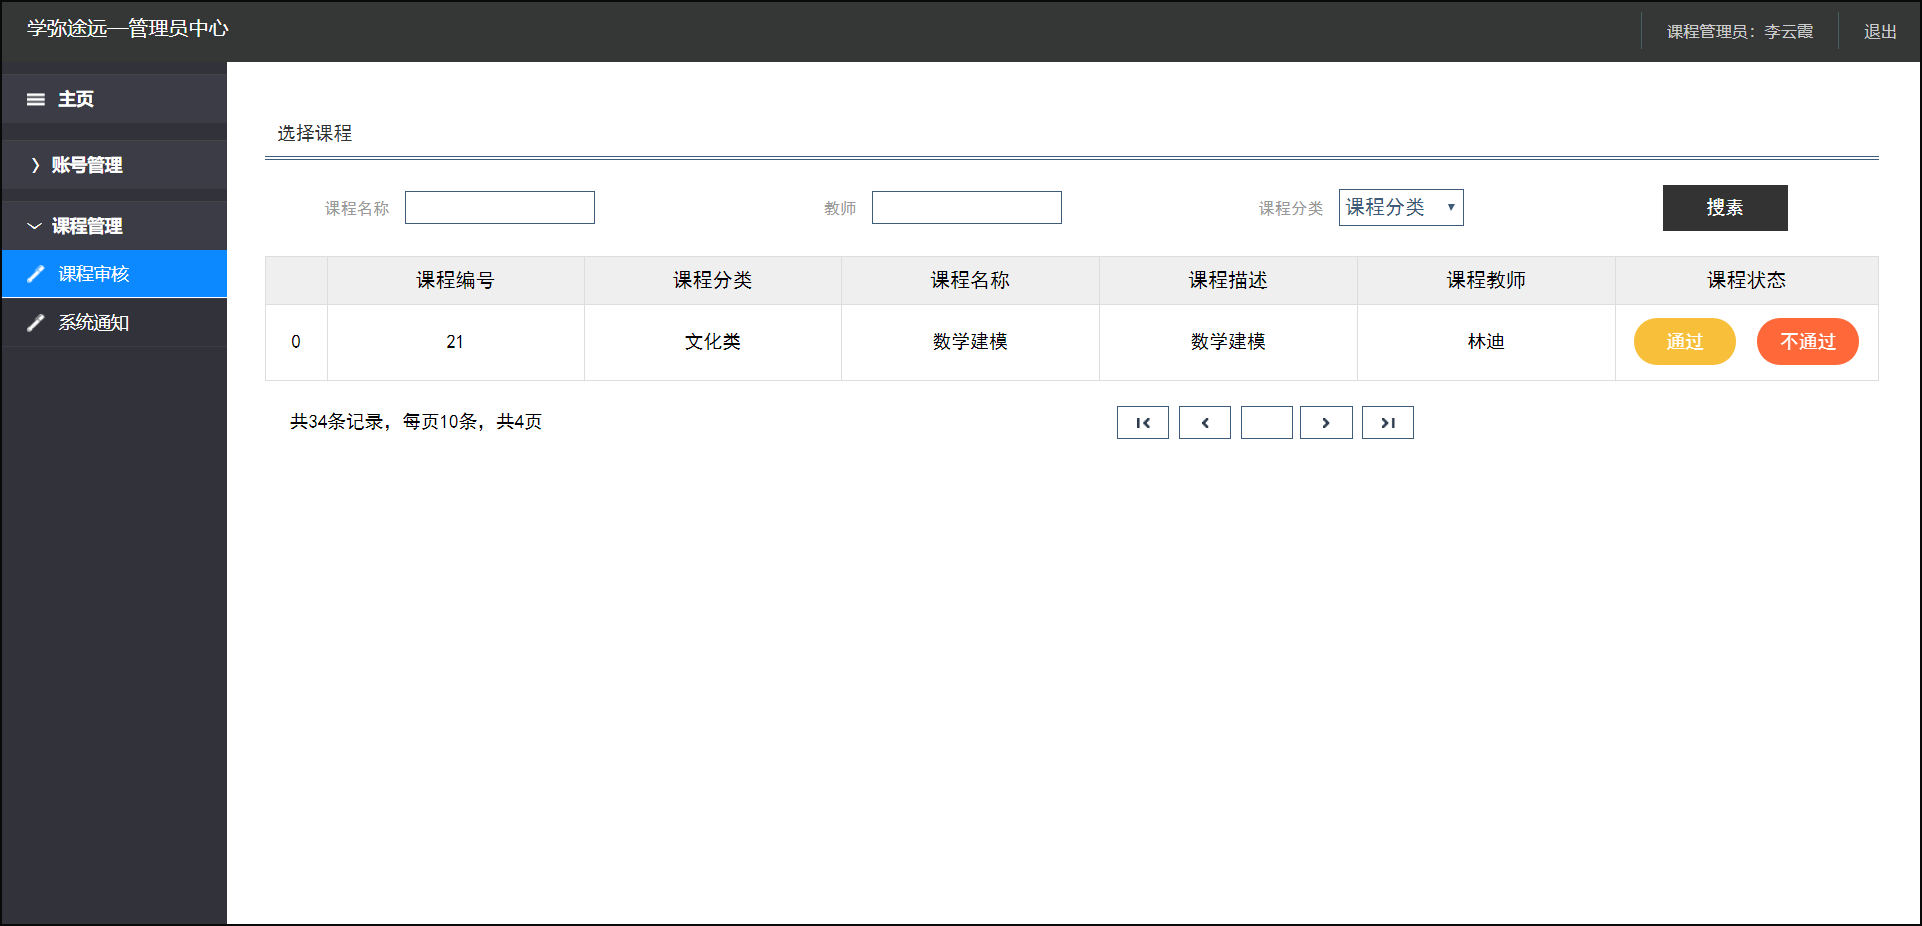 学弥途远—管理员中心
课程管理员：李云霞
退出
主页
账号管理
课程管理
课程审核
系统通知
选择课程
课程名称 教师 课程分类 课程分类 搜素
课程编号 课程分类 课程名称 课程描述 课程教师 课程状态
0 21 文化类 数学建模 数学建模 林迪 通过 不通过
共34条记录，每页10条，共4页